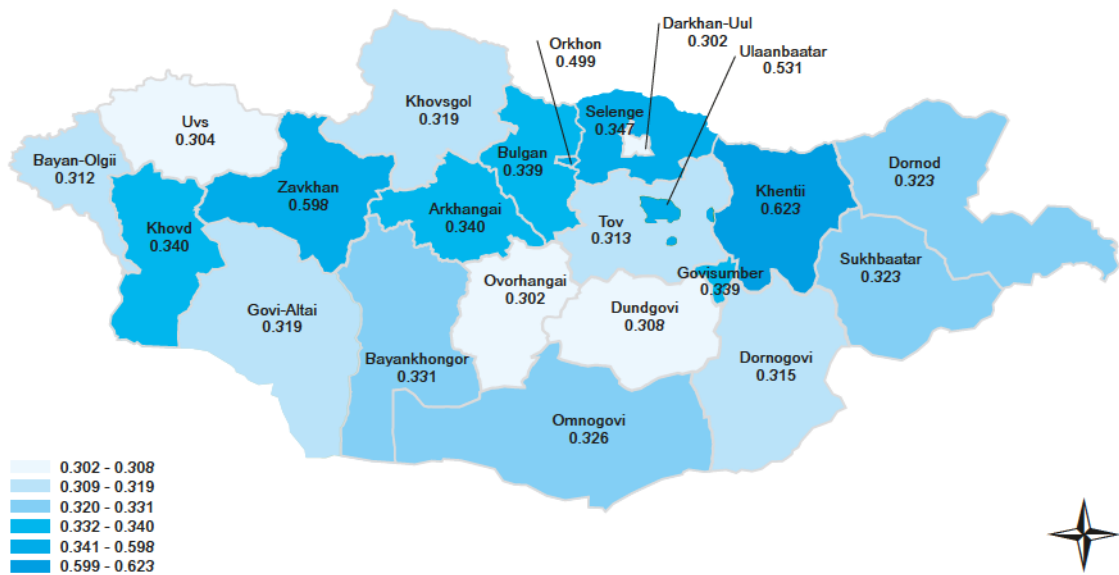 Darkhan-Uul
0.302
Orkhon
0.499
Ulaanbaatar
0.531
Khovsgol
0.319
Selenge
0.347
Uvs
0.304
Bayan-Olgii
0.312
Bulgan
0.339
Dornod
0.323
Zavkhan
0.598
Khentii
0.623
Arkhangai
0.340
Khovd
0.340
Tov
0.313
Sukhbaatar
0.323
Govisumber
0.339
Ovorhangai
0.302
Govi-Altai
0.319
Dundgovi
0.308
Bayankhongor
0.331
Dornogovi
0.315
Omnogovi
0.326
0.302 - 0.308
0.309 - 0.319
0.320 - 0.331
0.332 - 0.340
0.341 - 0.598
0.599 - 0.623